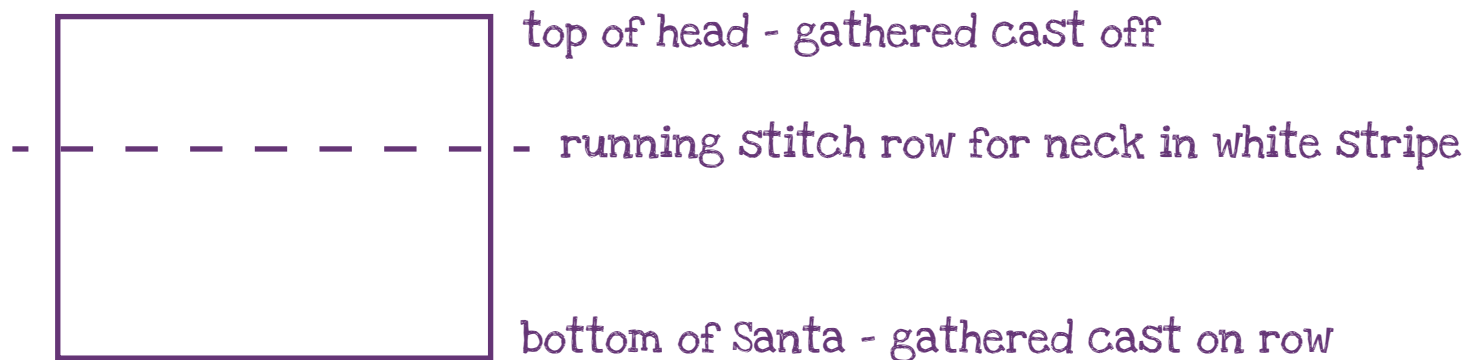 top of head - gathered cast off
running stitch row for neck in white stripe
bottom of Santa - gathered cast on row